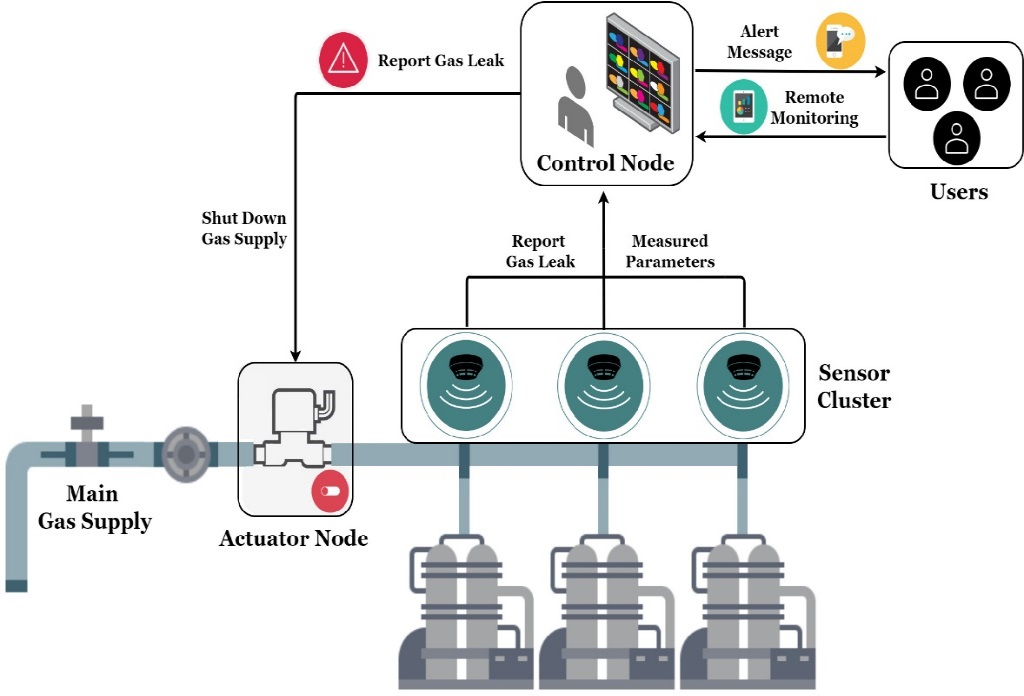 Report Gas Leak
Alert
Message
Remote
Monitoring
Control Node
Users
Shut Down
Gas Supply
Report
Gas Leak
Measured
Parameters
Sensor
Cluster
Main
Gas Supply
Actuator Node